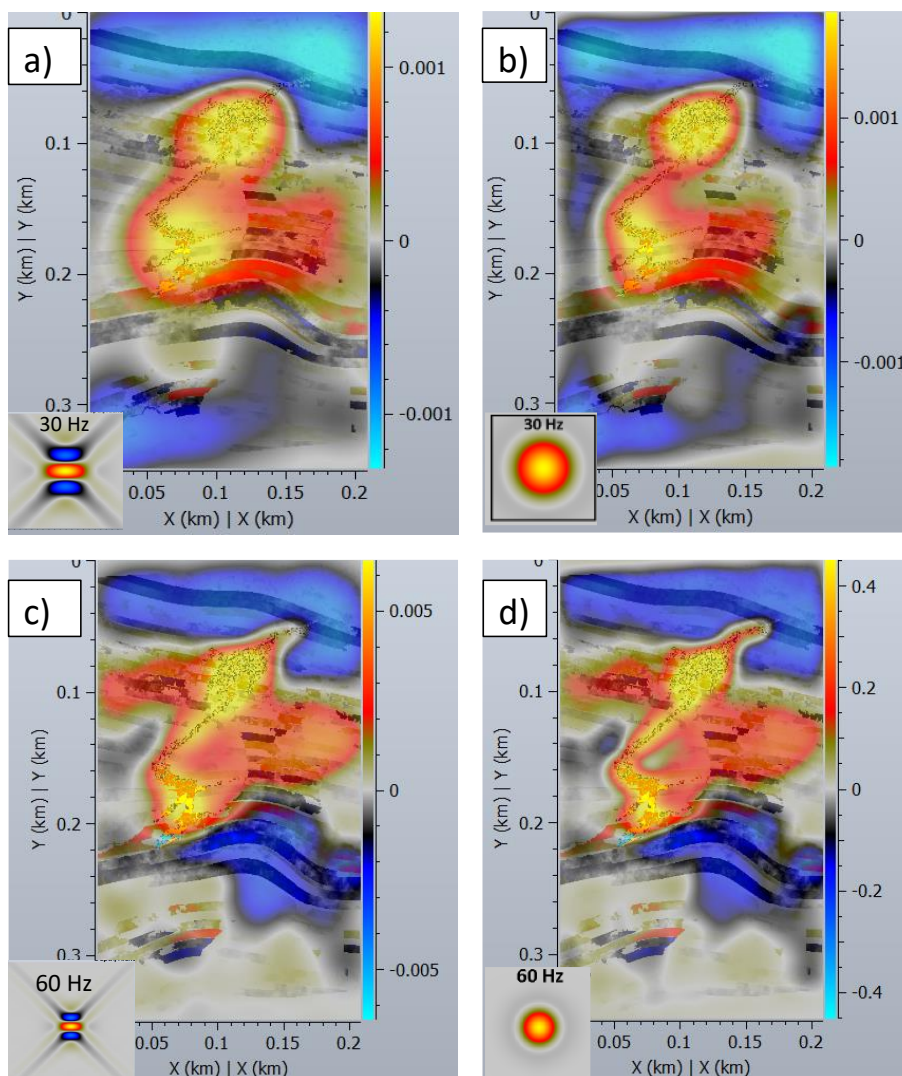 a)
0
0.1
0.2
0.3
Y (km) | Y (km)
0.001
0
-0.001
30 Hz
0.05 0.1 0.15 0.2
X (km) | X (km)
b)
0
0.1
0.2
0.3
Y (km) | Y (km)
0.001
0
-0.001
30 Hz
0.05 0.1 0.15 0.2
X (km) | X (km)
c)
0
0.1
0.2
0.3
Y (km) | Y (km)
0.005
0
-0.005
60 Hz
0.05 0.1 0.15 0.2
X (km) | X (km)
d)
0
0.1
0.2
0.3
Y (km) | Y (km)
0.4
0.2
0
-0.2
-0.4
60 Hz
0.05 0.1 0.15 0.2
X (km) | X (km)